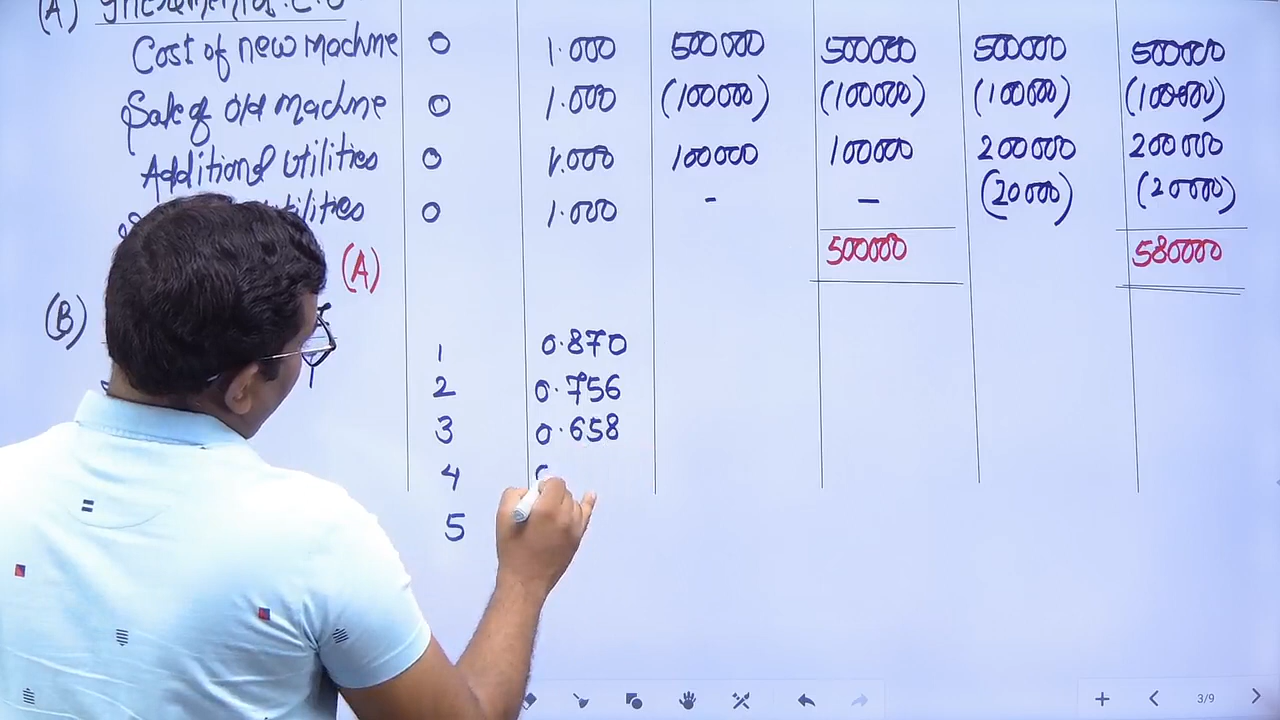 (A) Incremental C.O
Cost of new machine 0 1.000 500000 500000 500000 500000
Sale of old machine 0 1.000 (100000) (100000) (100000) (100000)
Additional utilities 0 1.000 100000 100000 200000 200000
utilities 0 1.000 - - (20000) (20000)
(A) 500000 580000
(B)
1 0.870
2 0.756
3 0.658
4
5
3/9